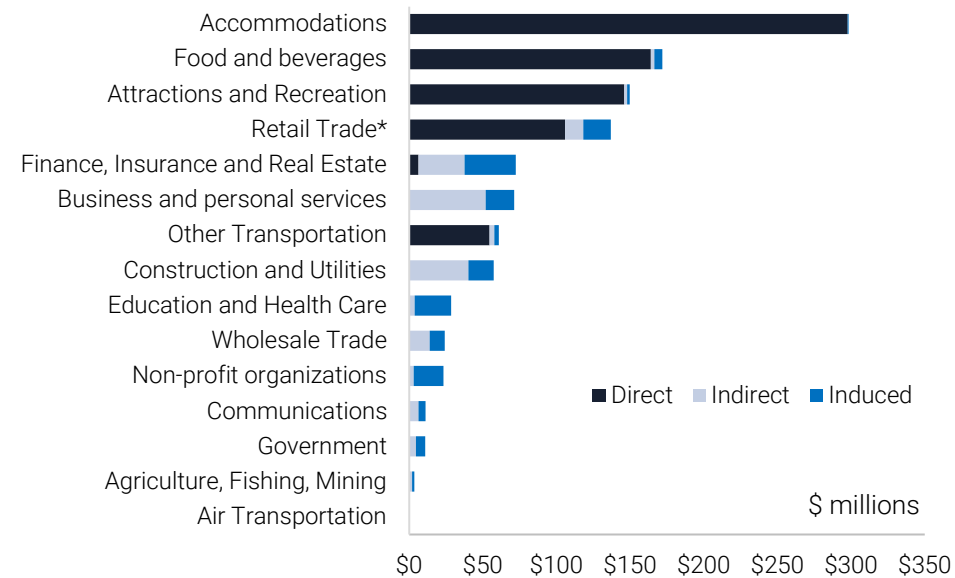 Accommodations
Food and beverages
Attractions and Recreation
Retail Trade*
Finance, Insurance and Real Estate
Business and personal services
Other Transportation
Construction and Utilities
Education and Health Care
Wholesale Trade
Non-profit organizations
Direct Indirect Induced
Communications
Government
Agriculture, Fishing, Mining
$ millions
Air Transportation
$0 $50 $100 $150 $200 $250 $300 $350